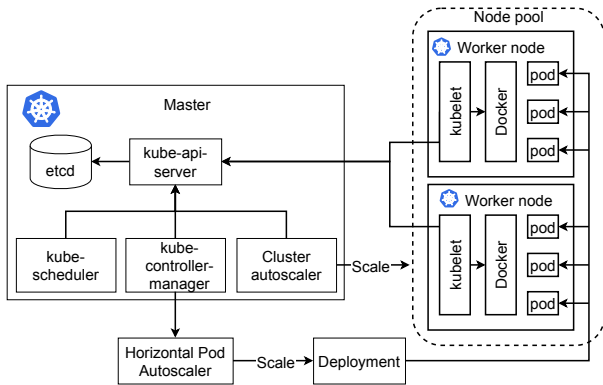 Node pool
Worker node
kubelet
Docker
pod
pod
pod
Master
etcd
kube-api-
server
Worker node
kubelet
Docker
pod
pod
pod
kube-
scheduler
kube-
controller-
manager
Cluster
autoscaler
Scale
Horizontal Pod
Autoscaler
Scale
Deployment